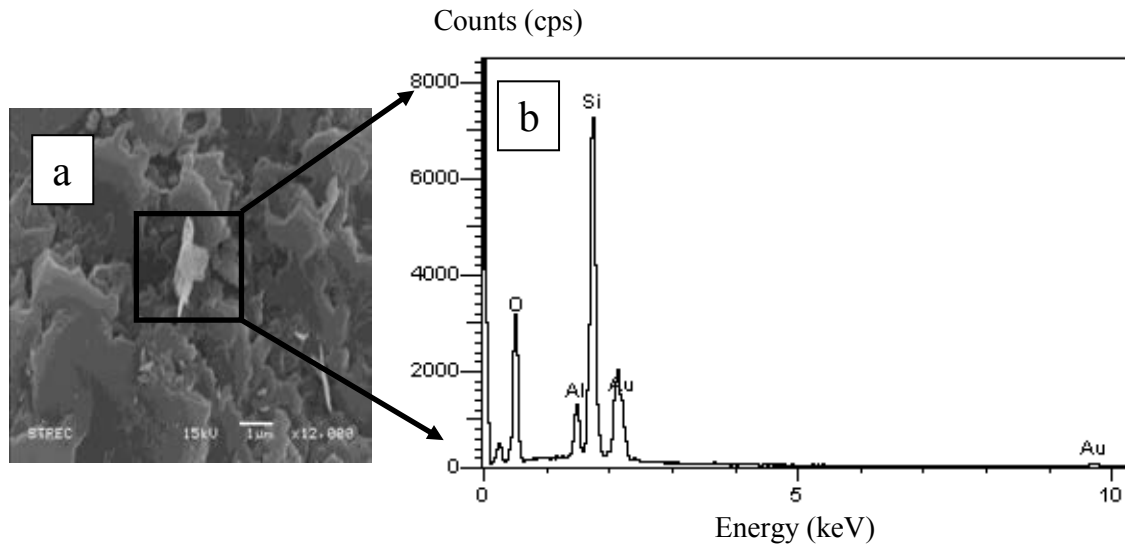 Counts (cps)
a
STREC 15kV 1μm x12,000
b
8000
6000
4000
2000
0
O
Al
Si
Au
Au
0 5 10
Energy (keV)